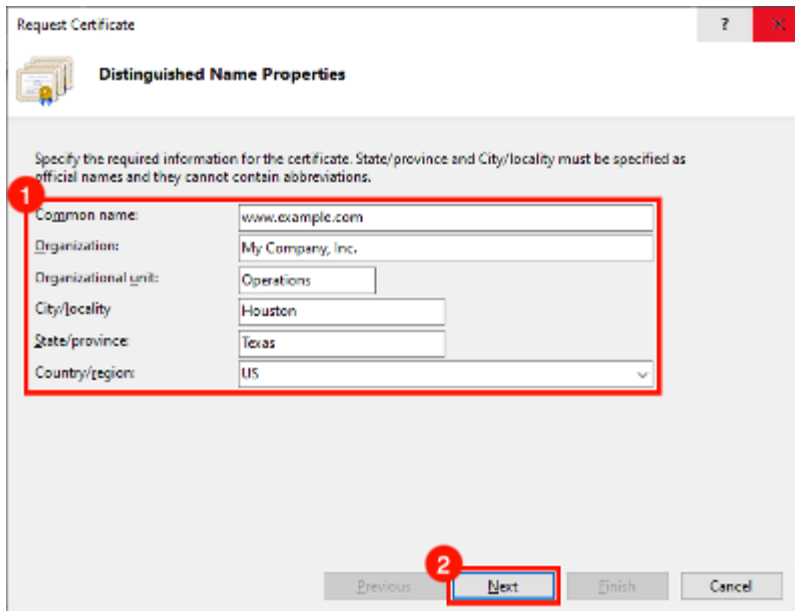 Request Certificate
?
Distinguished Name Properties
Specify the required information for the certificate. State/province and City/locality must be specified as
official names and they cannot contain abbreviations.
1
Common name: www.example.com
Organization: My Company, Inc.
Organizational unit: Operations
City/locality Houston
State/province: Texas
Country/region: US
2
Previous Next Finish Cancel